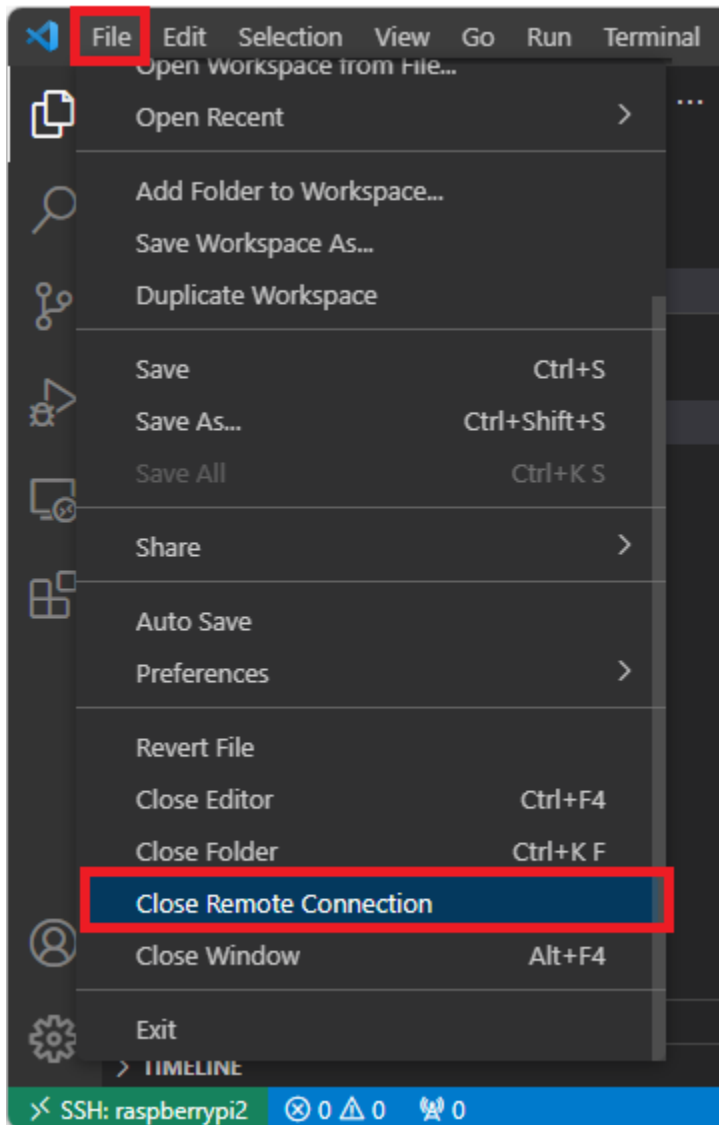 File Edit Selection View Go Run Terminal
Open Workspace from File...
Open Recent
Add Folder to Workspace...
Save Workspace As...
Duplicate Workspace
Save Ctrl+S
Save As... Ctrl+Shift+S
Save All Ctrl+K S
Share
Auto Save
Preferences
Revert File
Close Editor Ctrl+F4
Close Folder Ctrl+K F
Close Remote Connection
Close Window Alt+F4
Exit
TIMELINE
SSH: raspberrypi2 0 0 0